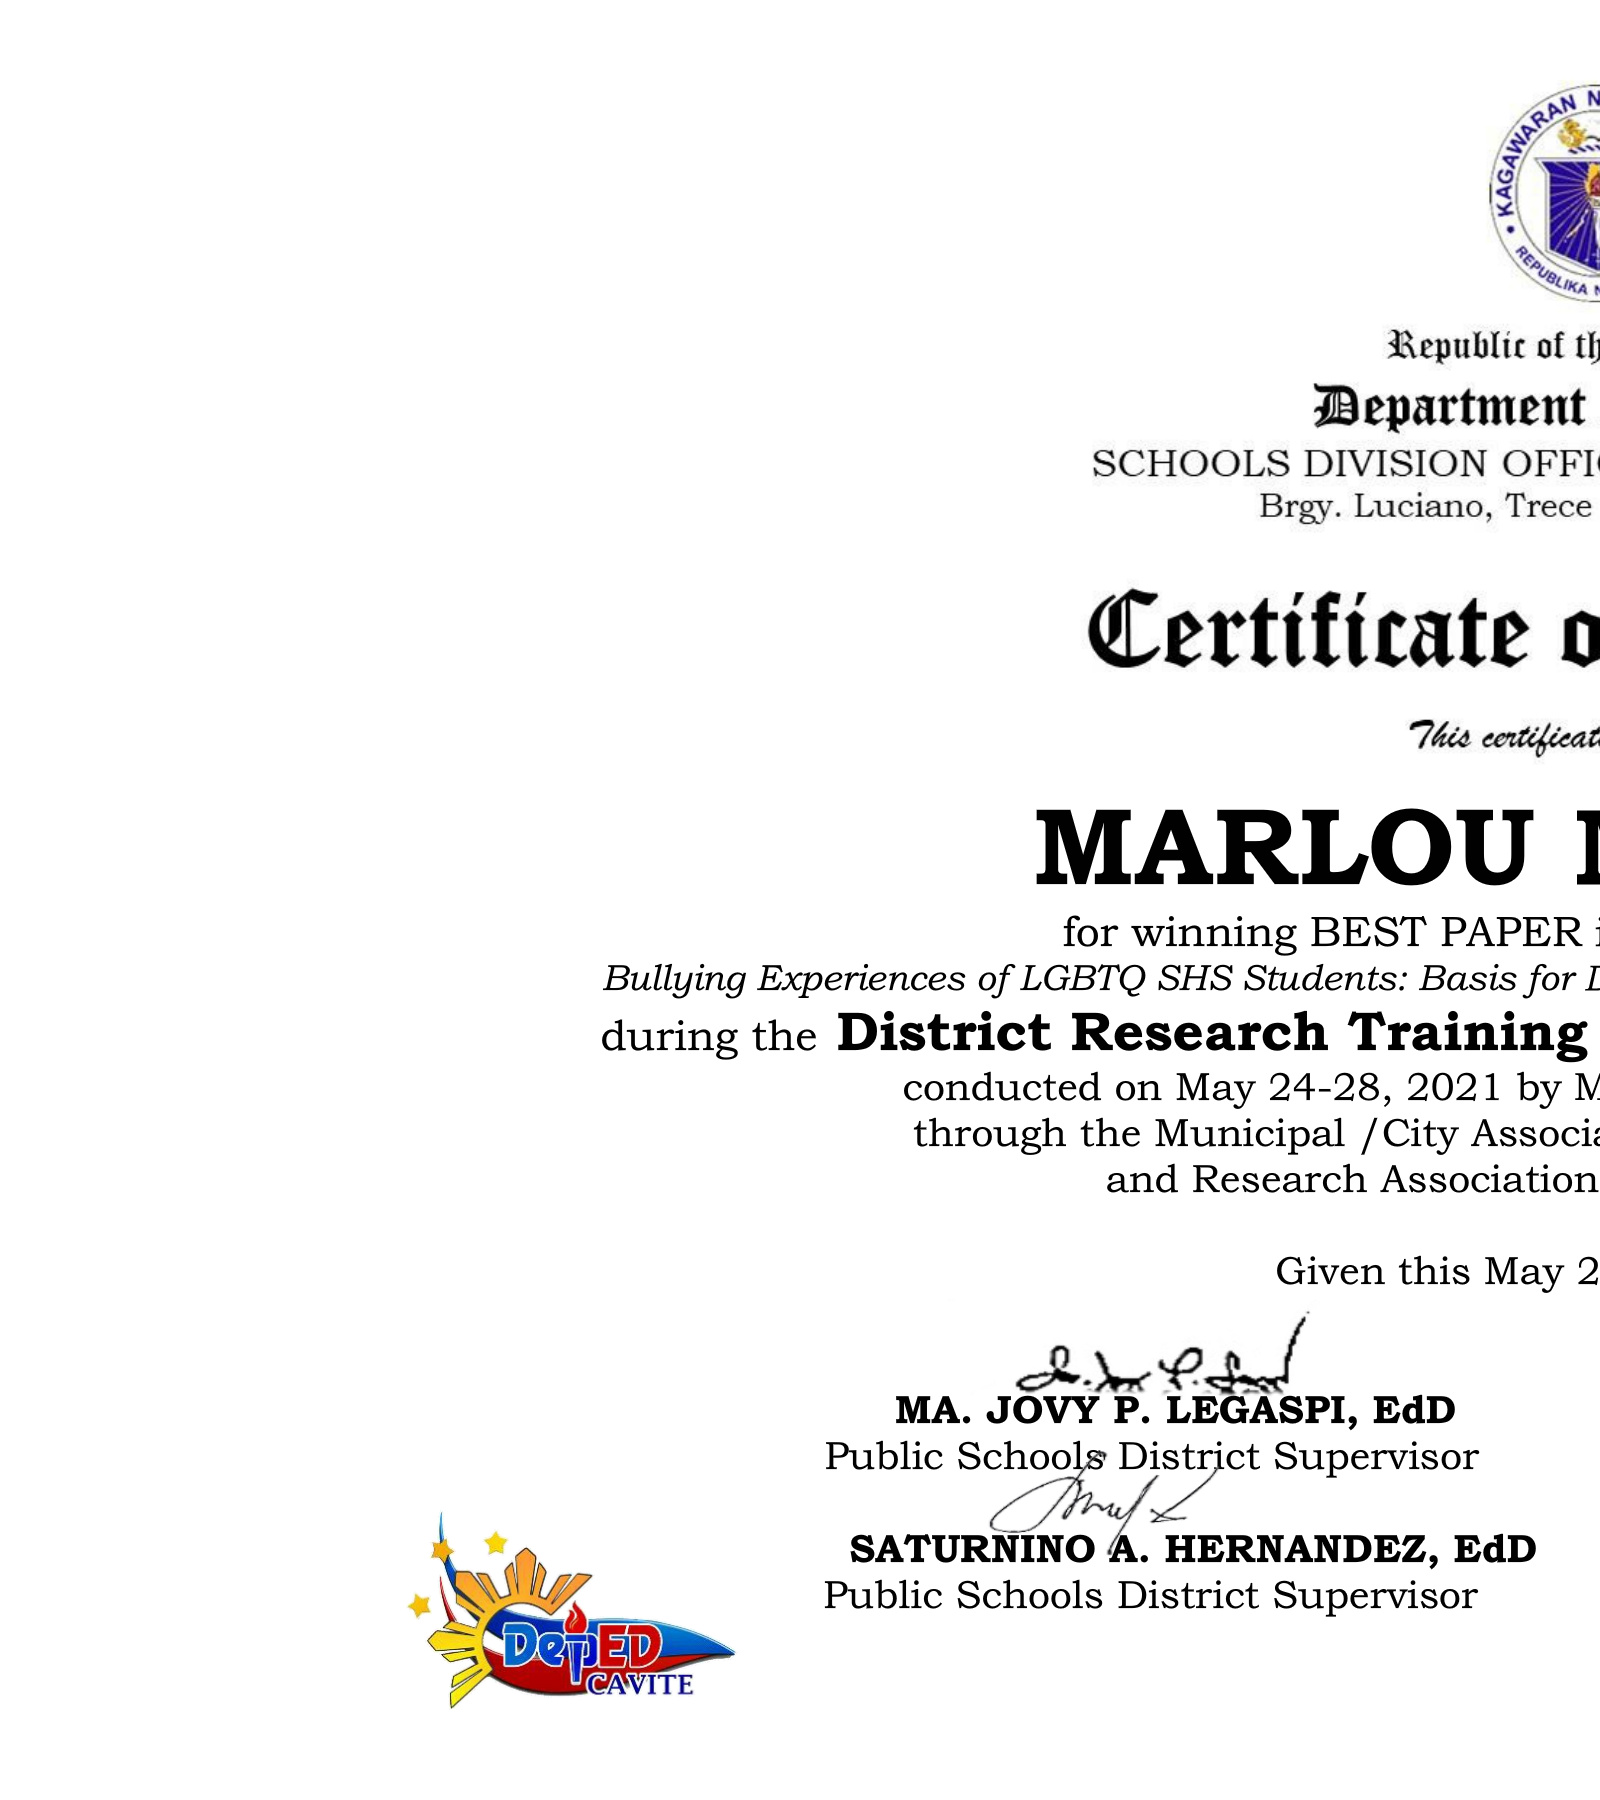 KAGAWARAN N
REPUBLIKA N
Republic of th
Department
SCHOOLS DIVISION OFFIC
Brgy. Luciano, Trece
Certificate o
This certificat
MARLOU
for winning BEST PAPER i
Bullying Experiences of LGBTQ SHS Students: Basis for D
during the District Research Training
conducted on May 24-28, 2021 by M
through the Municipal /City Associa
and Research Association
Given this May 2
MA. JOVY P. LEGASPI, EdD
Public Schools District Supervisor
SATURNINO A. HERNANDEZ, EdD
Public Schools District Supervisor
DepED
CAVITE